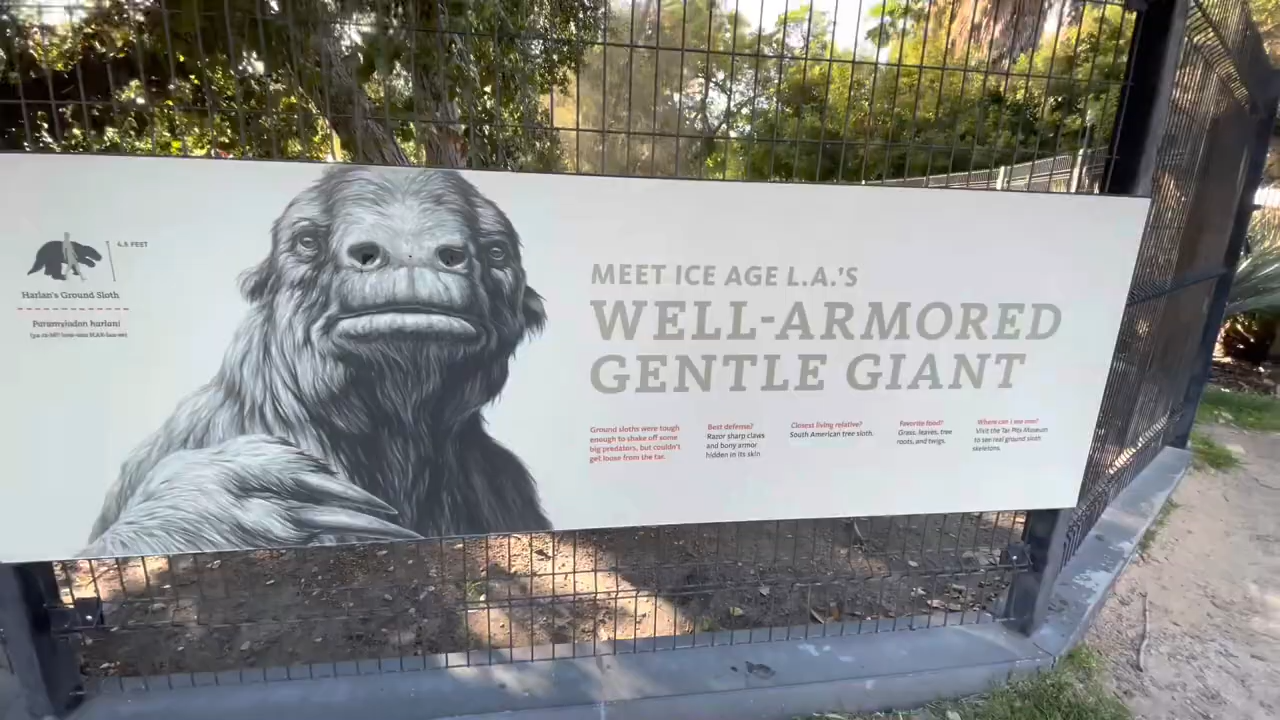 4.5 FEET
Harlan's Ground Sloth
Paramylodon harlani
MEET ICE AGE L.A.'S
WELL-ARMORED
GENTLE GIANT
Ground sloths were tough
enough to shake off some
big predators, but couldn't
get loose from the tar.
Best defense?
Razor sharp claws
and bony armor
hidden in its skin
Closest living relative?
South American tree sloth.
Favorite food?
Grass, leaves, tree
roots, and twigs.
Where can I see one?
Visit the Tar Pits Museum
to see real ground sloth
skeletons.